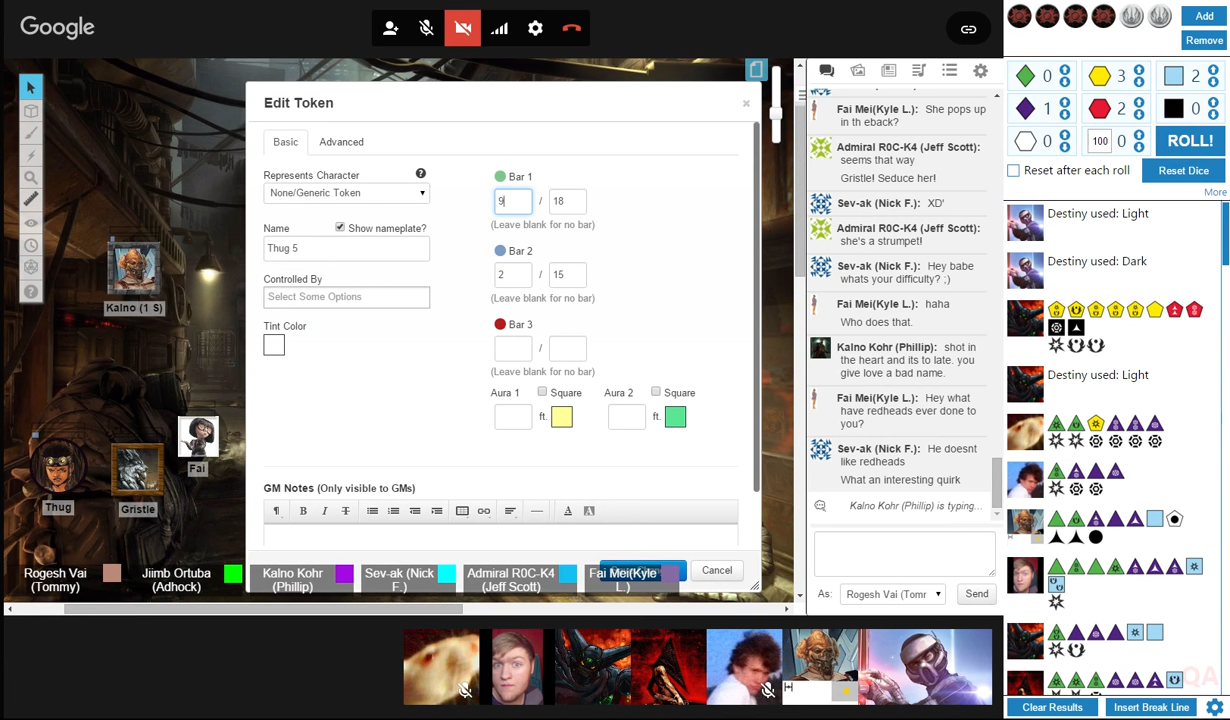 Google
Kalno (1 S)
Thug
Gristle
Fai
Edit Token
×
Basic
Advanced
Represents Character
None/Generic Token
Name
Show nameplate?
Thug 5
Controlled By
Select Some Options
Tint Color
Bar 1
9 / 18
(Leave blank for no bar)
Bar 2
2 / 15
(Leave blank for no bar)
Bar 3
/
(Leave blank for no bar)
Aura 1 Square
ft.
Aura 2 Square
ft.
GM Notes (Only visible to GMs)
Cancel
Rogesh Vai
(Tommy)
Jiimb Ortuba
(Adhock)
Kalno Kohr
(Phillip)
Sev-ak (Nick
F.)
Admiral R0C-K4
(Jeff Scott)
Fai Mei(Kyle
L.)
Fai Mei(Kyle L.): She pops up
in th eback?
Admiral R0C-K4 (Jeff Scott):
seems that way
Gristle! Seduce her!
Sev-ak (Nick F.): XD'
Admiral R0C-K4 (Jeff Scott):
she's a strumpet!
Sev-ak (Nick F.): Hey babe
whats your difficulty? ;)
Fai Mei(Kyle L.): haha
Who does that.
Kalno Kohr (Phillip): shot in
the heart and its to late. you
give love a bad name.
Fai Mei(Kyle L.): Hey what
have redheads ever done to
you?
Sev-ak (Nick F.): He doesnt
like redheads
What an interesting quirk
Kalno Kohr (Phillip) is typing...
As:
Rogesh Vai (Tomr
Send
Add
Remove
0 3 2
1 2 0
0 100 0
ROLL!
Reset after each roll
Reset Dice
More
Destiny used: Light
Destiny used: Dark
Destiny used: Light
QA
Clear Results
Insert Break Line